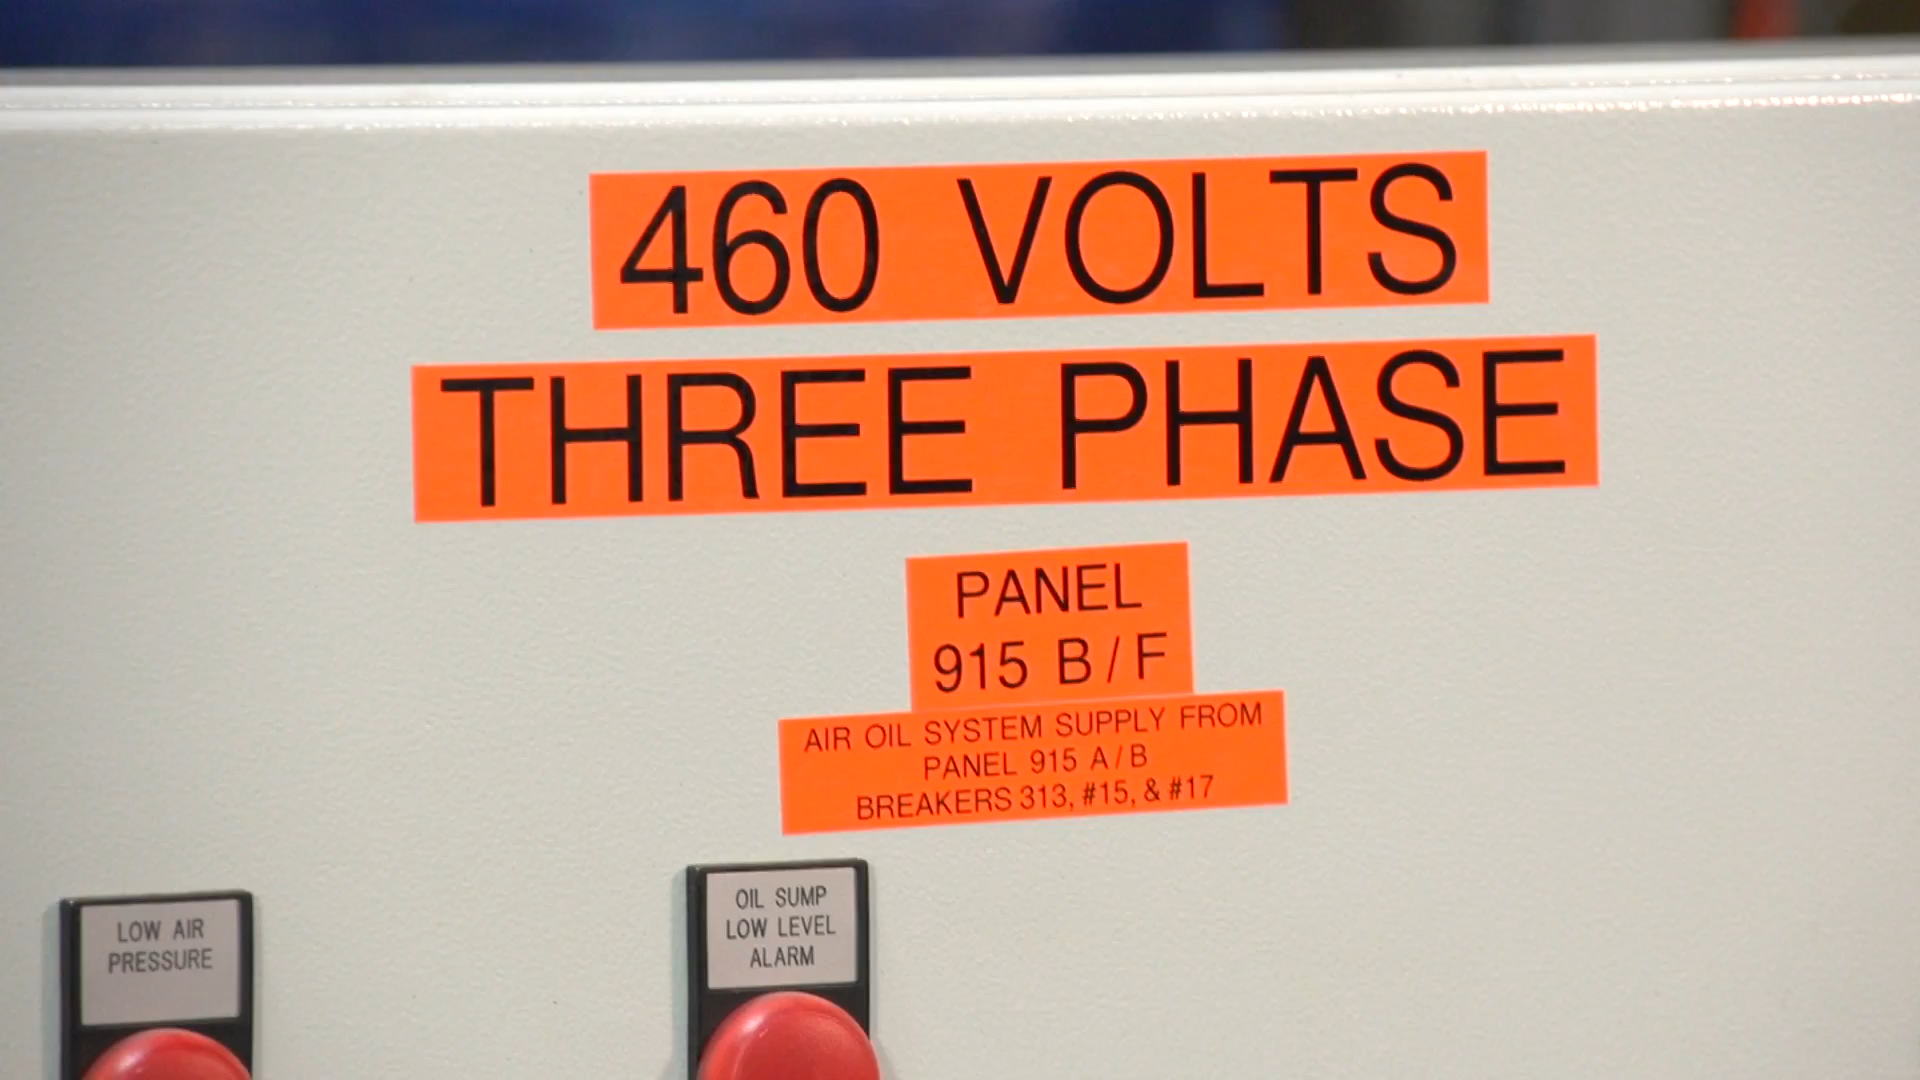 460 VOLTS
THREE PHASE
PANEL
915 B/F
AIR OIL SYSTEM SUPPLY FROM
PANEL 915 A/B
BREAKERS 313, #15, & #17
LOW AIR
PRESSURE
OIL SUMP
LOW LEVEL
ALARM